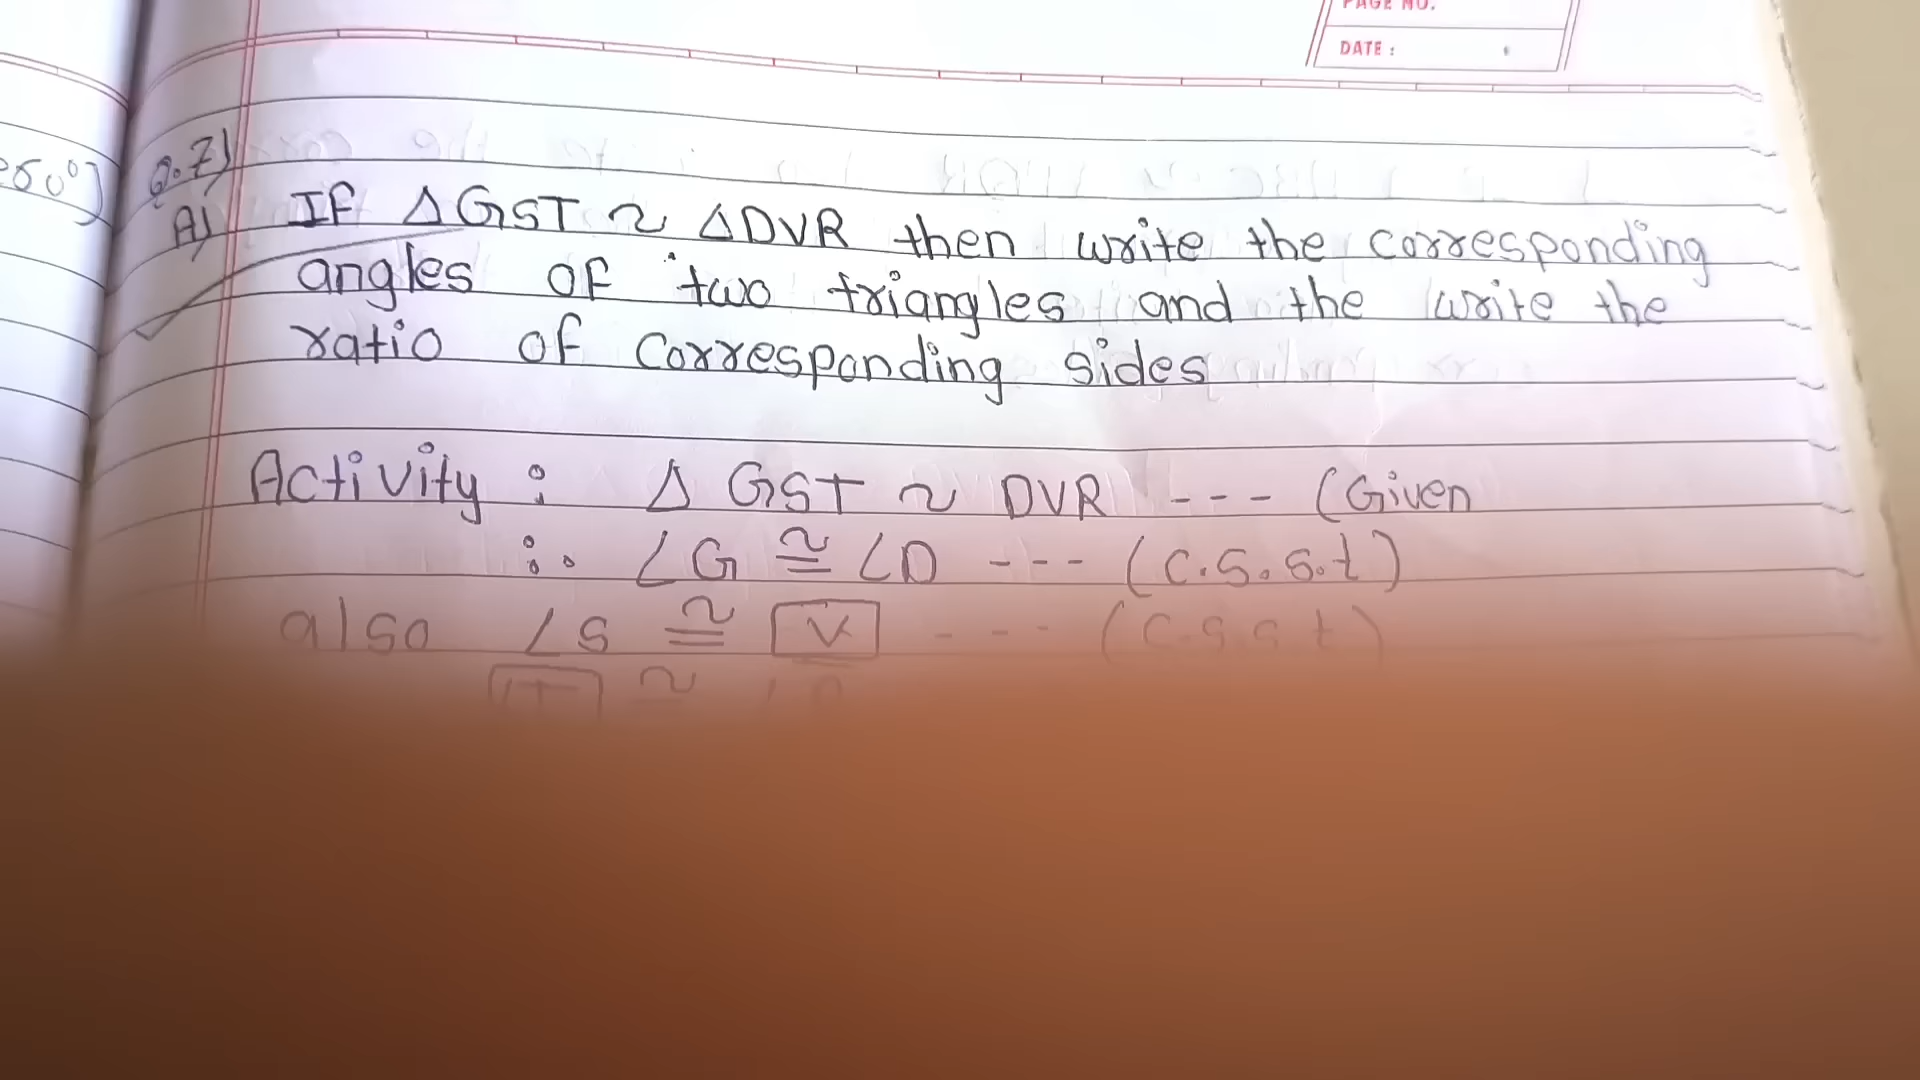 PAGE NO.
DATE :
Q.7)
A) If △GST ~ △DVR then write the corresponding
angles of two triangles and the write the
ratio of corresponding sides
Activity : △ GST ~ DVR --- (Given
∴ ∠G ≅ ∠D --- (c.s.s.t)
also ∠S ≅ V --- (c.s.s.t)